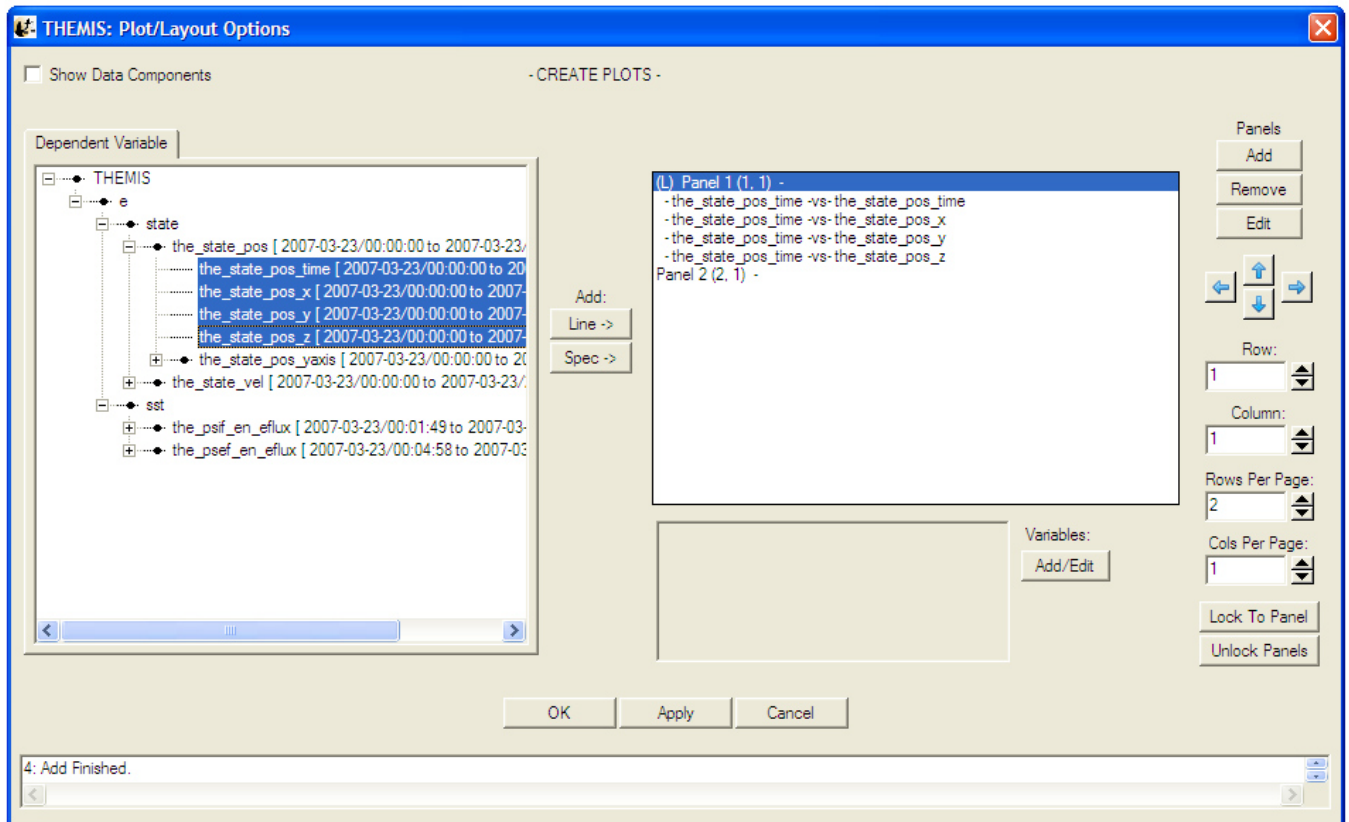 THEMIS: Plot/Layout Options
Show Data Components
- CREATE PLOTS -
Dependent Variable
THEMIS
e
state
the_state_pos [ 2007-03-23/00:00:00 to 2007-03-23/
the_state_pos_time [ 2007-03-23/00:00:00 to 20
the_state_pos_x [ 2007-03-23/00:00:00 to 2007-
the_state_pos_y [ 2007-03-23/00:00:00 to 2007-
the_state_pos_z [ 2007-03-23/00:00:00 to 2007-
the_state_pos_yaxis [ 2007-03-23/00:00:00 to 20
the_state_vel [ 2007-03-23/00:00:00 to 2007-03-23/
sst
the_psif_en_eflux [ 2007-03-23/00:01:49 to 2007-03-
the_psef_en_eflux [ 2007-03-23/00:04:58 to 2007-03
Add:
Line ->
Spec ->
(L) Panel 1 (1, 1) -
- the_state_pos_time -vs- the_state_pos_time
- the_state_pos_time -vs- the_state_pos_x
- the_state_pos_time -vs- the_state_pos_y
- the_state_pos_time -vs- the_state_pos_z
Panel 2 (2, 1) -
Variables:
Add/Edit
Panels
Add
Remove
Edit
Row:
1
Column:
1
Rows Per Page:
2
Cols Per Page:
1
Lock To Panel
Unlock Panels
OK
Apply
Cancel
4: Add Finished.